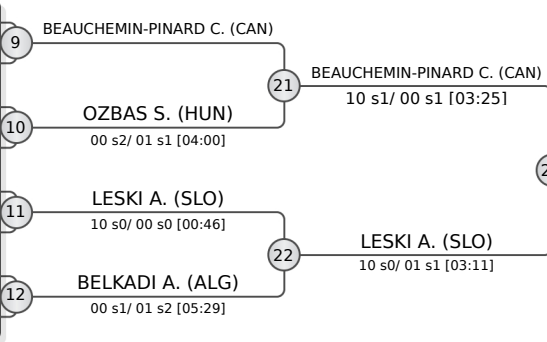 9
BEAUCHEMIN-PINARD C. (CAN)
21
BEAUCHEMIN-PINARD C. (CAN)
10 s1/ 00 s1 [03:25]
10
OZBAS S. (HUN)
00 s2/ 01 s1 [04:00]
11
LESKI A. (SLO)
10 s0/ 00 s0 [00:46]
22
LESKI A. (SLO)
10 s0/ 01 s1 [03:11]
12
BELKADI A. (ALG)
00 s1/ 01 s2 [05:29]